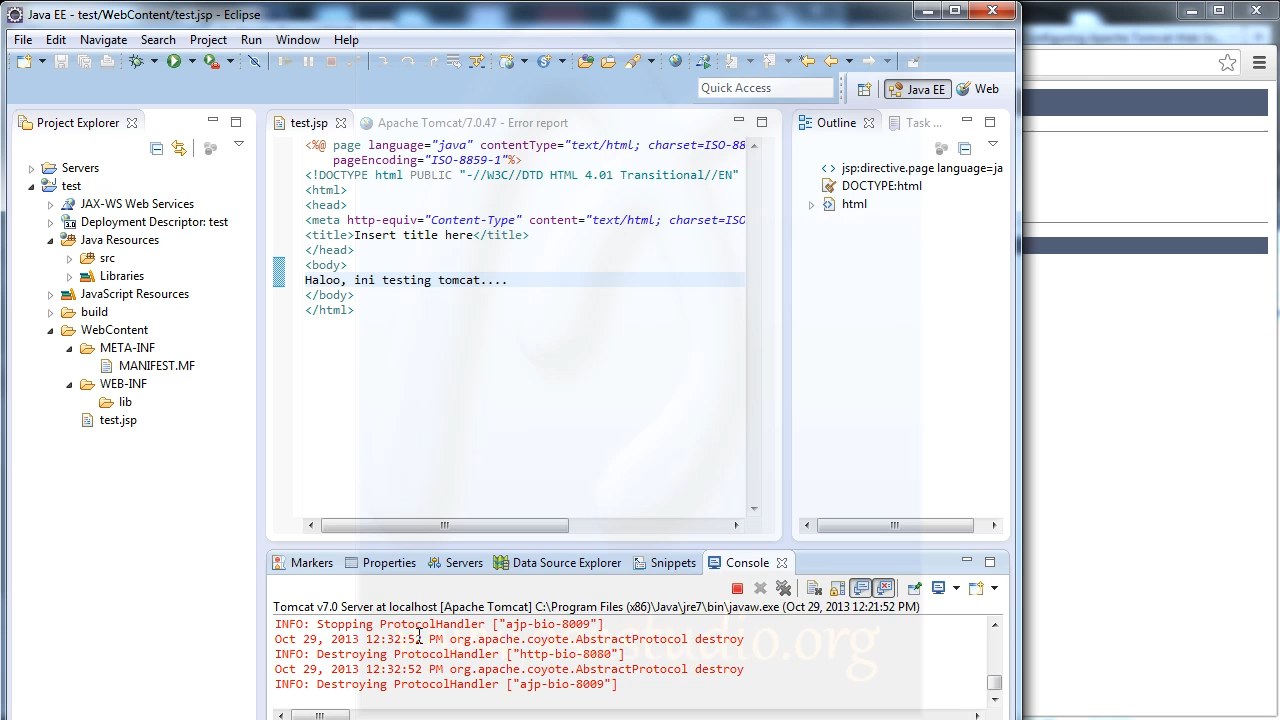 Java EE - test/WebContent/test.jsp - Eclipse
File Edit Navigate Search Project Run Window Help
Quick Access
Java EE
Web
Project Explorer
Servers
test
JAX-WS Web Services
Deployment Descriptor: test
Java Resources
src
Libraries
JavaScript Resources
build
WebContent
META-INF
MANIFEST.MF
WEB-INF
lib
test.jsp
test.jsp
Apache Tomcat/7.0.47 - Error report
<%@ page language="java" contentType="text/html; charset=ISO-88
pageEncoding="ISO-8859-1"%>
<!DOCTYPE html PUBLIC "-//W3C//DTD HTML 4.01 Transitional//EN"
<html>
<head>
<meta http-equiv="Content-Type" content="text/html; charset=ISO
<title>Insert title here</title>
</head>
<body>
Haloo, ini testing tomcat....
</body>
</html>
Outline
Task ...
jsp:directive.page language=ja
DOCTYPE:html
html
Markers
Properties
Servers
Data Source Explorer
Snippets
Console
Tomcat v7.0 Server at localhost [Apache Tomcat] C:\Program Files (x86)\Java\jre7\bin\javaw.exe (Oct 29, 2013 12:21:52 PM)
INFO: Stopping ProtocolHandler ["ajp-bio-8009"]
Oct 29, 2013 12:32:52 PM org.apache.coyote.AbstractProtocol destroy
INFO: Destroying ProtocolHandler ["http-bio-8080"]
Oct 29, 2013 12:32:52 PM org.apache.coyote.AbstractProtocol destroy
INFO: Destroying ProtocolHandler ["ajp-bio-8009"]
studio.org